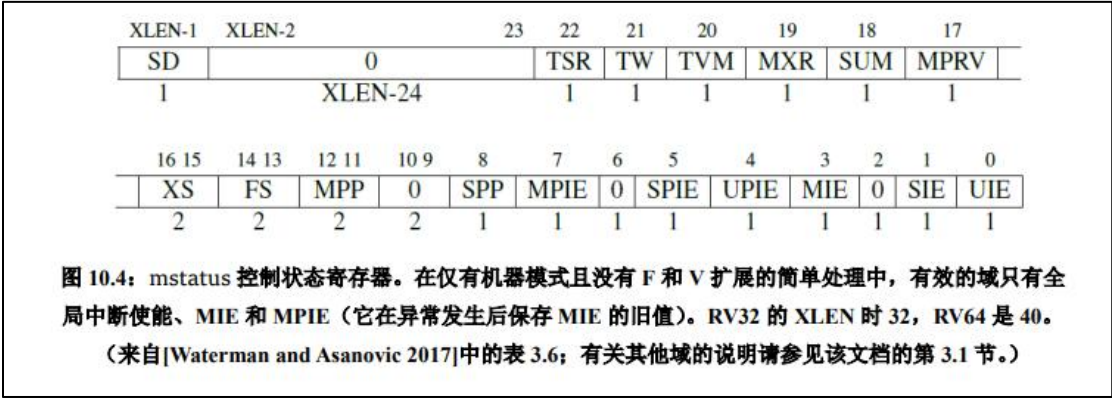 XLEN-1 XLEN-2 23 22 21 20 19 18 17
SD 0 TSR TW TVM MXR SUM MPRV
1 XLEN-24 1 1 1 1 1 1
16 15 14 13 12 11 10 9 8 7 6 5 4 3 2 1 0
XS FS MPP 0 SPP MPIE 0 SPIE UPIE MIE 0 SIE UIE
2 2 2 2 1 1 1 1 1 1 1 1 1
图 10.4：mstatus 控制状态寄存器。在仅有机器模式且没有 F 和 V 扩展的简单处理中，有效的域只有全
局中断使能、MIE 和 MPIE（它在异常发生后保存 MIE 的旧值）。RV32 的 XLEN 时 32，RV64 是 40。
（来自[Waterman and Asanovic 2017]中的表 3.6；有关其他域的说明请参见该文档的第 3.1 节。）